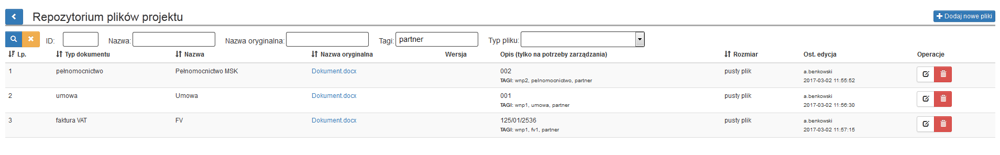 Repozytorium plików projektu
Dodaj nowe pliki
ID: Nazwa: Nazwa oryginalna: Tagi: partner Typ pliku:
Lp. Typ dokumentu Nazwa Nazwa oryginalna Wersja Opis (tylko na potrzeby zarządzania) Rozmiar Ost. edycja Operacje
1 pełnomocnictwo Pełnomocnictwo MSK Dokument.docx 002 pusty plik a.benkowski
TAGI: wnp2, pelnomocnictwo, partner 2017-03-02 11:55:52
2 umowa Umowa Dokument.docx 001 pusty plik a.benkowski
TAGI: wnp1, umowa, partner 2017-03-02 11:56:30
3 faktura VAT FV Dokument.docx 125/01/2536 pusty plik a.benkowski
TAGI: wnp1, fv1, partner 2017-03-02 11:57:15